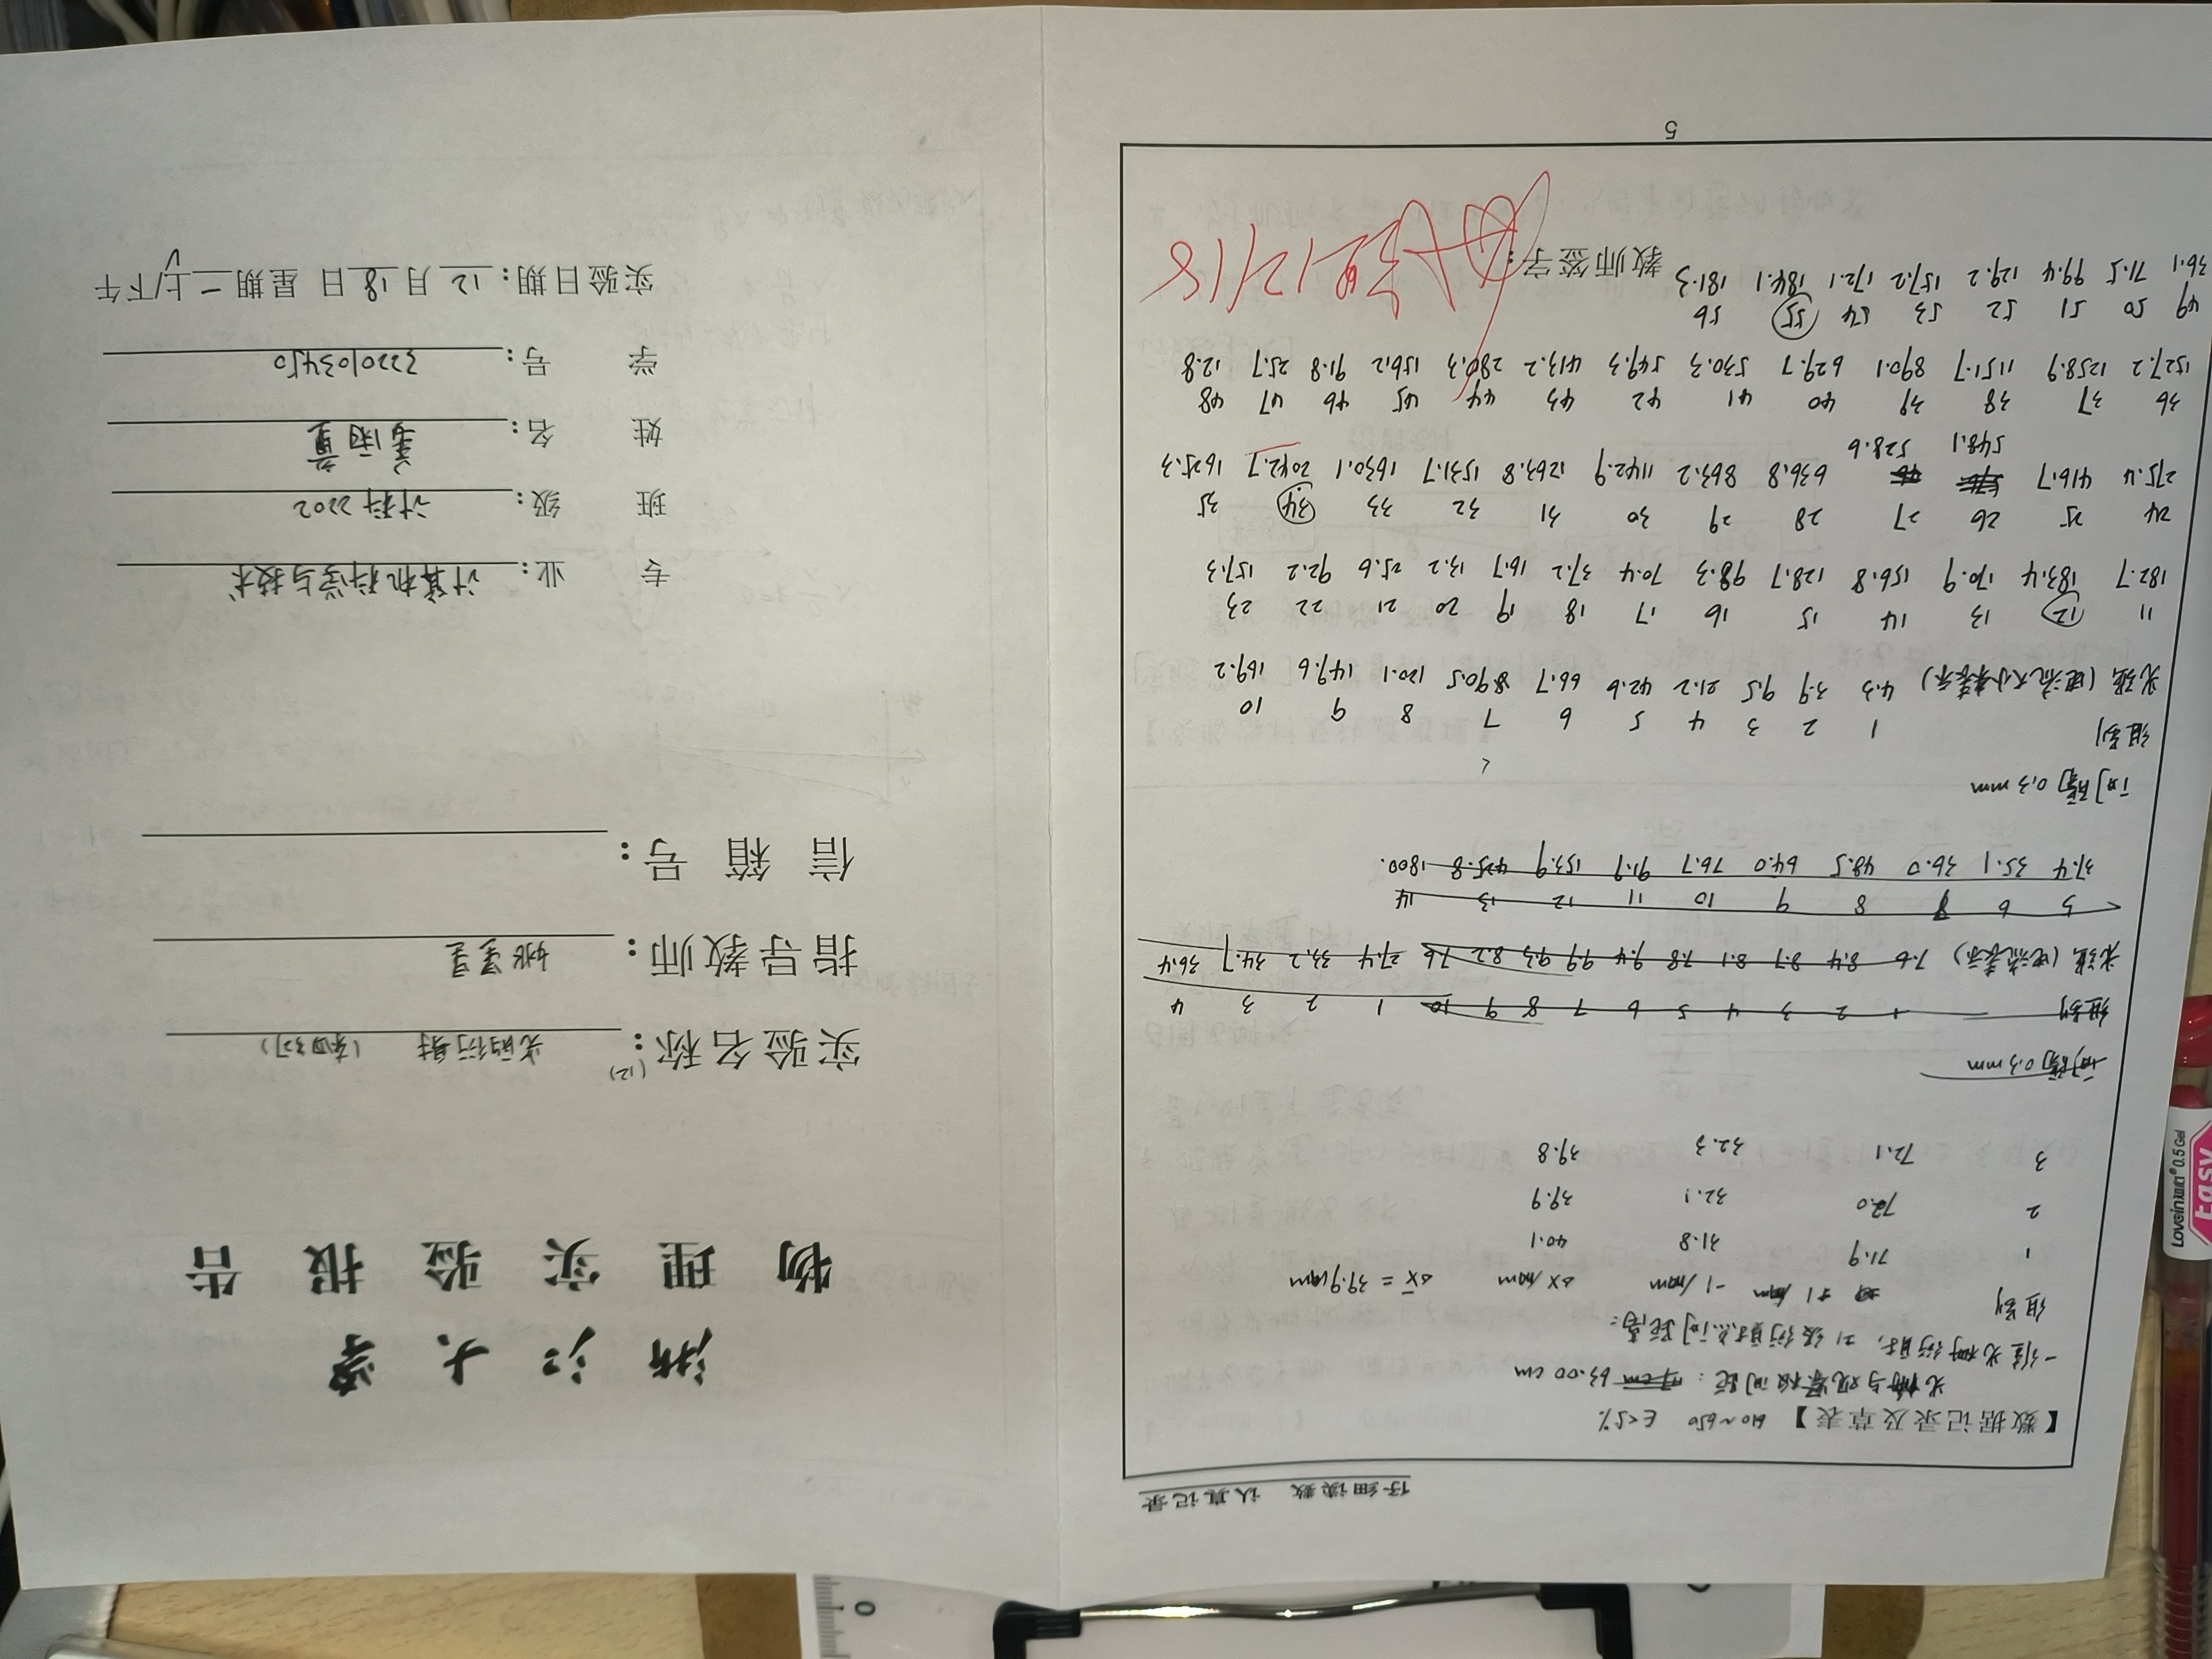 仔细读数 认真记录
【数据记录及草表】 610~650 E<5%
光栅与观察板间距: 63.00 cm
一维光栅衍射, ±1级衍射点间距离:
组别 +1 /mm -1 /mm Δx /mm Δx̄ = 39.9mm
1 71.9 31.8 40.1
2 72.0 32.1 39.9
3 72.1 32.3 39.8
间隔 0.3 mm
组别 1 2 3 4 5 6 7 8 9 10 1 2 3 4
光强(电流表示) 7.6 8.4 8.7 8.1 7.8 9.4 9.9 9.3 8.2 7.6 27.4 33.2 34.7 36.4
5 6 7 8 9 10 11 12 13 14
37.4 35.1 36.0 48.5 64.0 76.7 91.9 153.9 425.8 1800.
间隔 0.3 mm
组别 1 2 3 4 5 6 7 8 9 10
光强(电流大小来表示) 4.3 3.9 9.5 21.2 42.6 66.7 90.5 120.1 149.6 169.2
11 12 13 14 15 16 17 18 19 20 21 22 23
182.7 183.4 170.9 156.8 128.7 98.3 70.4 37.2 16.7 13.2 25.6 92.2 157.3
24 25 26 27 28 29 30 31 32 33 34 35
275.4 416.7 636.8 863.2 1142.9 1263.8 1531.7 1630.1 2042.7 1625.3
548.1 528.6
36 37 38 39 40 41 42 43 44 45 46 47 48
1527.2 1258.9 1151.7 890.1 629.7 530.3 549.3 413.2 280.3 156.2 91.8 25.7 12.8
49 50 51 52 53 54 55 56
36.1 71.5 99.4 129.2 157.2 172.1 184.1 181.3
教师签字: 12/18
5
浙江大学
物理实验报告
实验名称: (12) 光的衍射
指导教师: 姚星星
信箱号:
专业: 计算机科学与技术
班级: 计科2202
姓名: 姜雨童
学号: 3220103450
实验日期: 12 月 18 日 星期二上/下午
Lovein 0.5 Gel
Easy
0